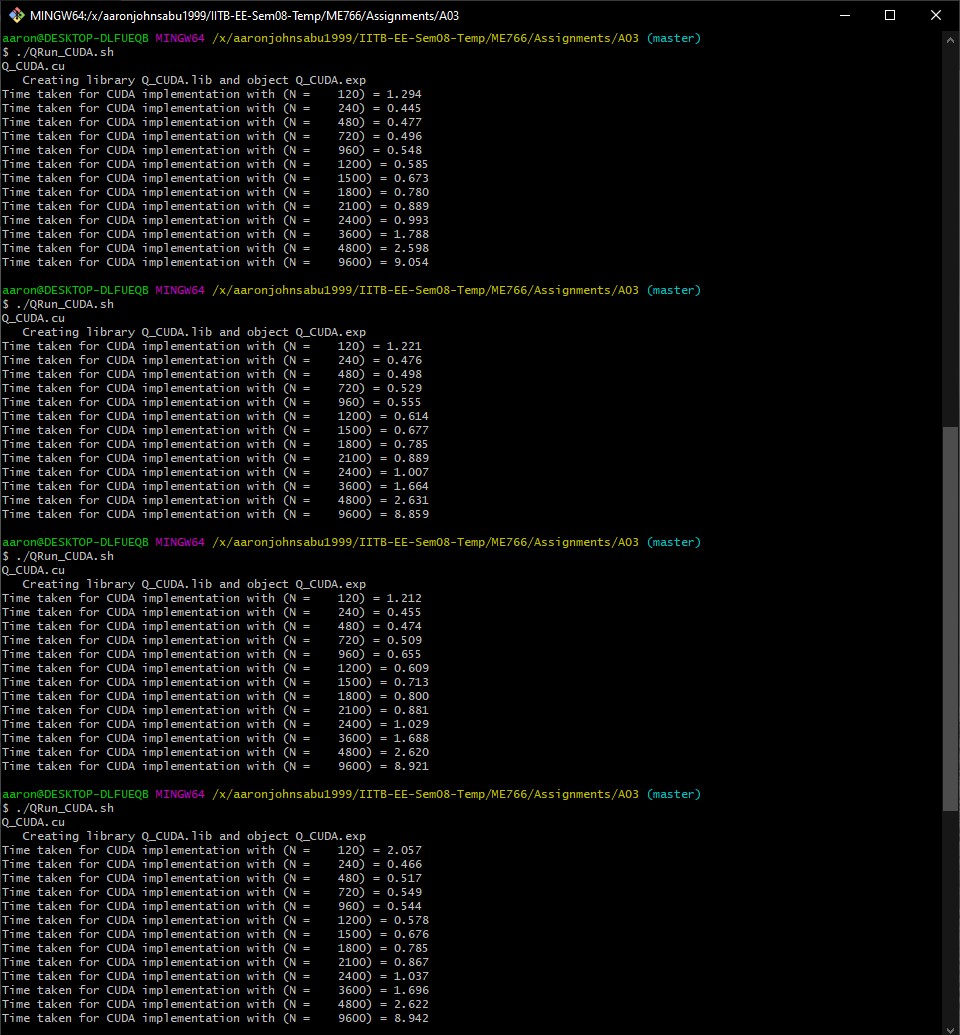 MINGW64:/x/aaronjohnsabu1999/IITB-EE-Sem08-Temp/ME766/Assignments/A03
aaron@DESKTOP-DLFUEQB MINGW64 /x/aaronjohnsabu1999/IITB-EE-Sem08-Temp/ME766/Assignments/A03 (master)
$ ./QRun_CUDA.sh
Q_CUDA.cu
   Creating library Q_CUDA.lib and object Q_CUDA.exp
Time taken for CUDA implementation with (N =    120) = 1.294
Time taken for CUDA implementation with (N =    240) = 0.445
Time taken for CUDA implementation with (N =    480) = 0.477
Time taken for CUDA implementation with (N =    720) = 0.496
Time taken for CUDA implementation with (N =    960) = 0.548
Time taken for CUDA implementation with (N =    1200) = 0.585
Time taken for CUDA implementation with (N =    1500) = 0.673
Time taken for CUDA implementation with (N =    1800) = 0.780
Time taken for CUDA implementation with (N =    2100) = 0.889
Time taken for CUDA implementation with (N =    2400) = 0.993
Time taken for CUDA implementation with (N =    3600) = 1.788
Time taken for CUDA implementation with (N =    4800) = 2.598
Time taken for CUDA implementation with (N =    9600) = 9.054
aaron@DESKTOP-DLFUEQB MINGW64 /x/aaronjohnsabu1999/IITB-EE-Sem08-Temp/ME766/Assignments/A03 (master)
$ ./QRun_CUDA.sh
Q_CUDA.cu
   Creating library Q_CUDA.lib and object Q_CUDA.exp
Time taken for CUDA implementation with (N =    120) = 1.221
Time taken for CUDA implementation with (N =    240) = 0.476
Time taken for CUDA implementation with (N =    480) = 0.498
Time taken for CUDA implementation with (N =    720) = 0.529
Time taken for CUDA implementation with (N =    960) = 0.555
Time taken for CUDA implementation with (N =    1200) = 0.614
Time taken for CUDA implementation with (N =    1500) = 0.677
Time taken for CUDA implementation with (N =    1800) = 0.785
Time taken for CUDA implementation with (N =    2100) = 0.889
Time taken for CUDA implementation with (N =    2400) = 1.007
Time taken for CUDA implementation with (N =    3600) = 1.664
Time taken for CUDA implementation with (N =    4800) = 2.631
Time taken for CUDA implementation with (N =    9600) = 8.859
aaron@DESKTOP-DLFUEQB MINGW64 /x/aaronjohnsabu1999/IITB-EE-Sem08-Temp/ME766/Assignments/A03 (master)
$ ./QRun_CUDA.sh
Q_CUDA.cu
   Creating library Q_CUDA.lib and object Q_CUDA.exp
Time taken for CUDA implementation with (N =    120) = 1.212
Time taken for CUDA implementation with (N =    240) = 0.455
Time taken for CUDA implementation with (N =    480) = 0.474
Time taken for CUDA implementation with (N =    720) = 0.509
Time taken for CUDA implementation with (N =    960) = 0.655
Time taken for CUDA implementation with (N =    1200) = 0.609
Time taken for CUDA implementation with (N =    1500) = 0.713
Time taken for CUDA implementation with (N =    1800) = 0.800
Time taken for CUDA implementation with (N =    2100) = 0.881
Time taken for CUDA implementation with (N =    2400) = 1.029
Time taken for CUDA implementation with (N =    3600) = 1.688
Time taken for CUDA implementation with (N =    4800) = 2.620
Time taken for CUDA implementation with (N =    9600) = 8.921
aaron@DESKTOP-DLFUEQB MINGW64 /x/aaronjohnsabu1999/IITB-EE-Sem08-Temp/ME766/Assignments/A03 (master)
$ ./QRun_CUDA.sh
Q_CUDA.cu
   Creating library Q_CUDA.lib and object Q_CUDA.exp
Time taken for CUDA implementation with (N =    120) = 2.057
Time taken for CUDA implementation with (N =    240) = 0.466
Time taken for CUDA implementation with (N =    480) = 0.517
Time taken for CUDA implementation with (N =    720) = 0.549
Time taken for CUDA implementation with (N =    960) = 0.544
Time taken for CUDA implementation with (N =    1200) = 0.578
Time taken for CUDA implementation with (N =    1500) = 0.676
Time taken for CUDA implementation with (N =    1800) = 0.785
Time taken for CUDA implementation with (N =    2100) = 0.867
Time taken for CUDA implementation with (N =    2400) = 1.037
Time taken for CUDA implementation with (N =    3600) = 1.696
Time taken for CUDA implementation with (N =    4800) = 2.622
Time taken for CUDA implementation with (N =    9600) = 8.942